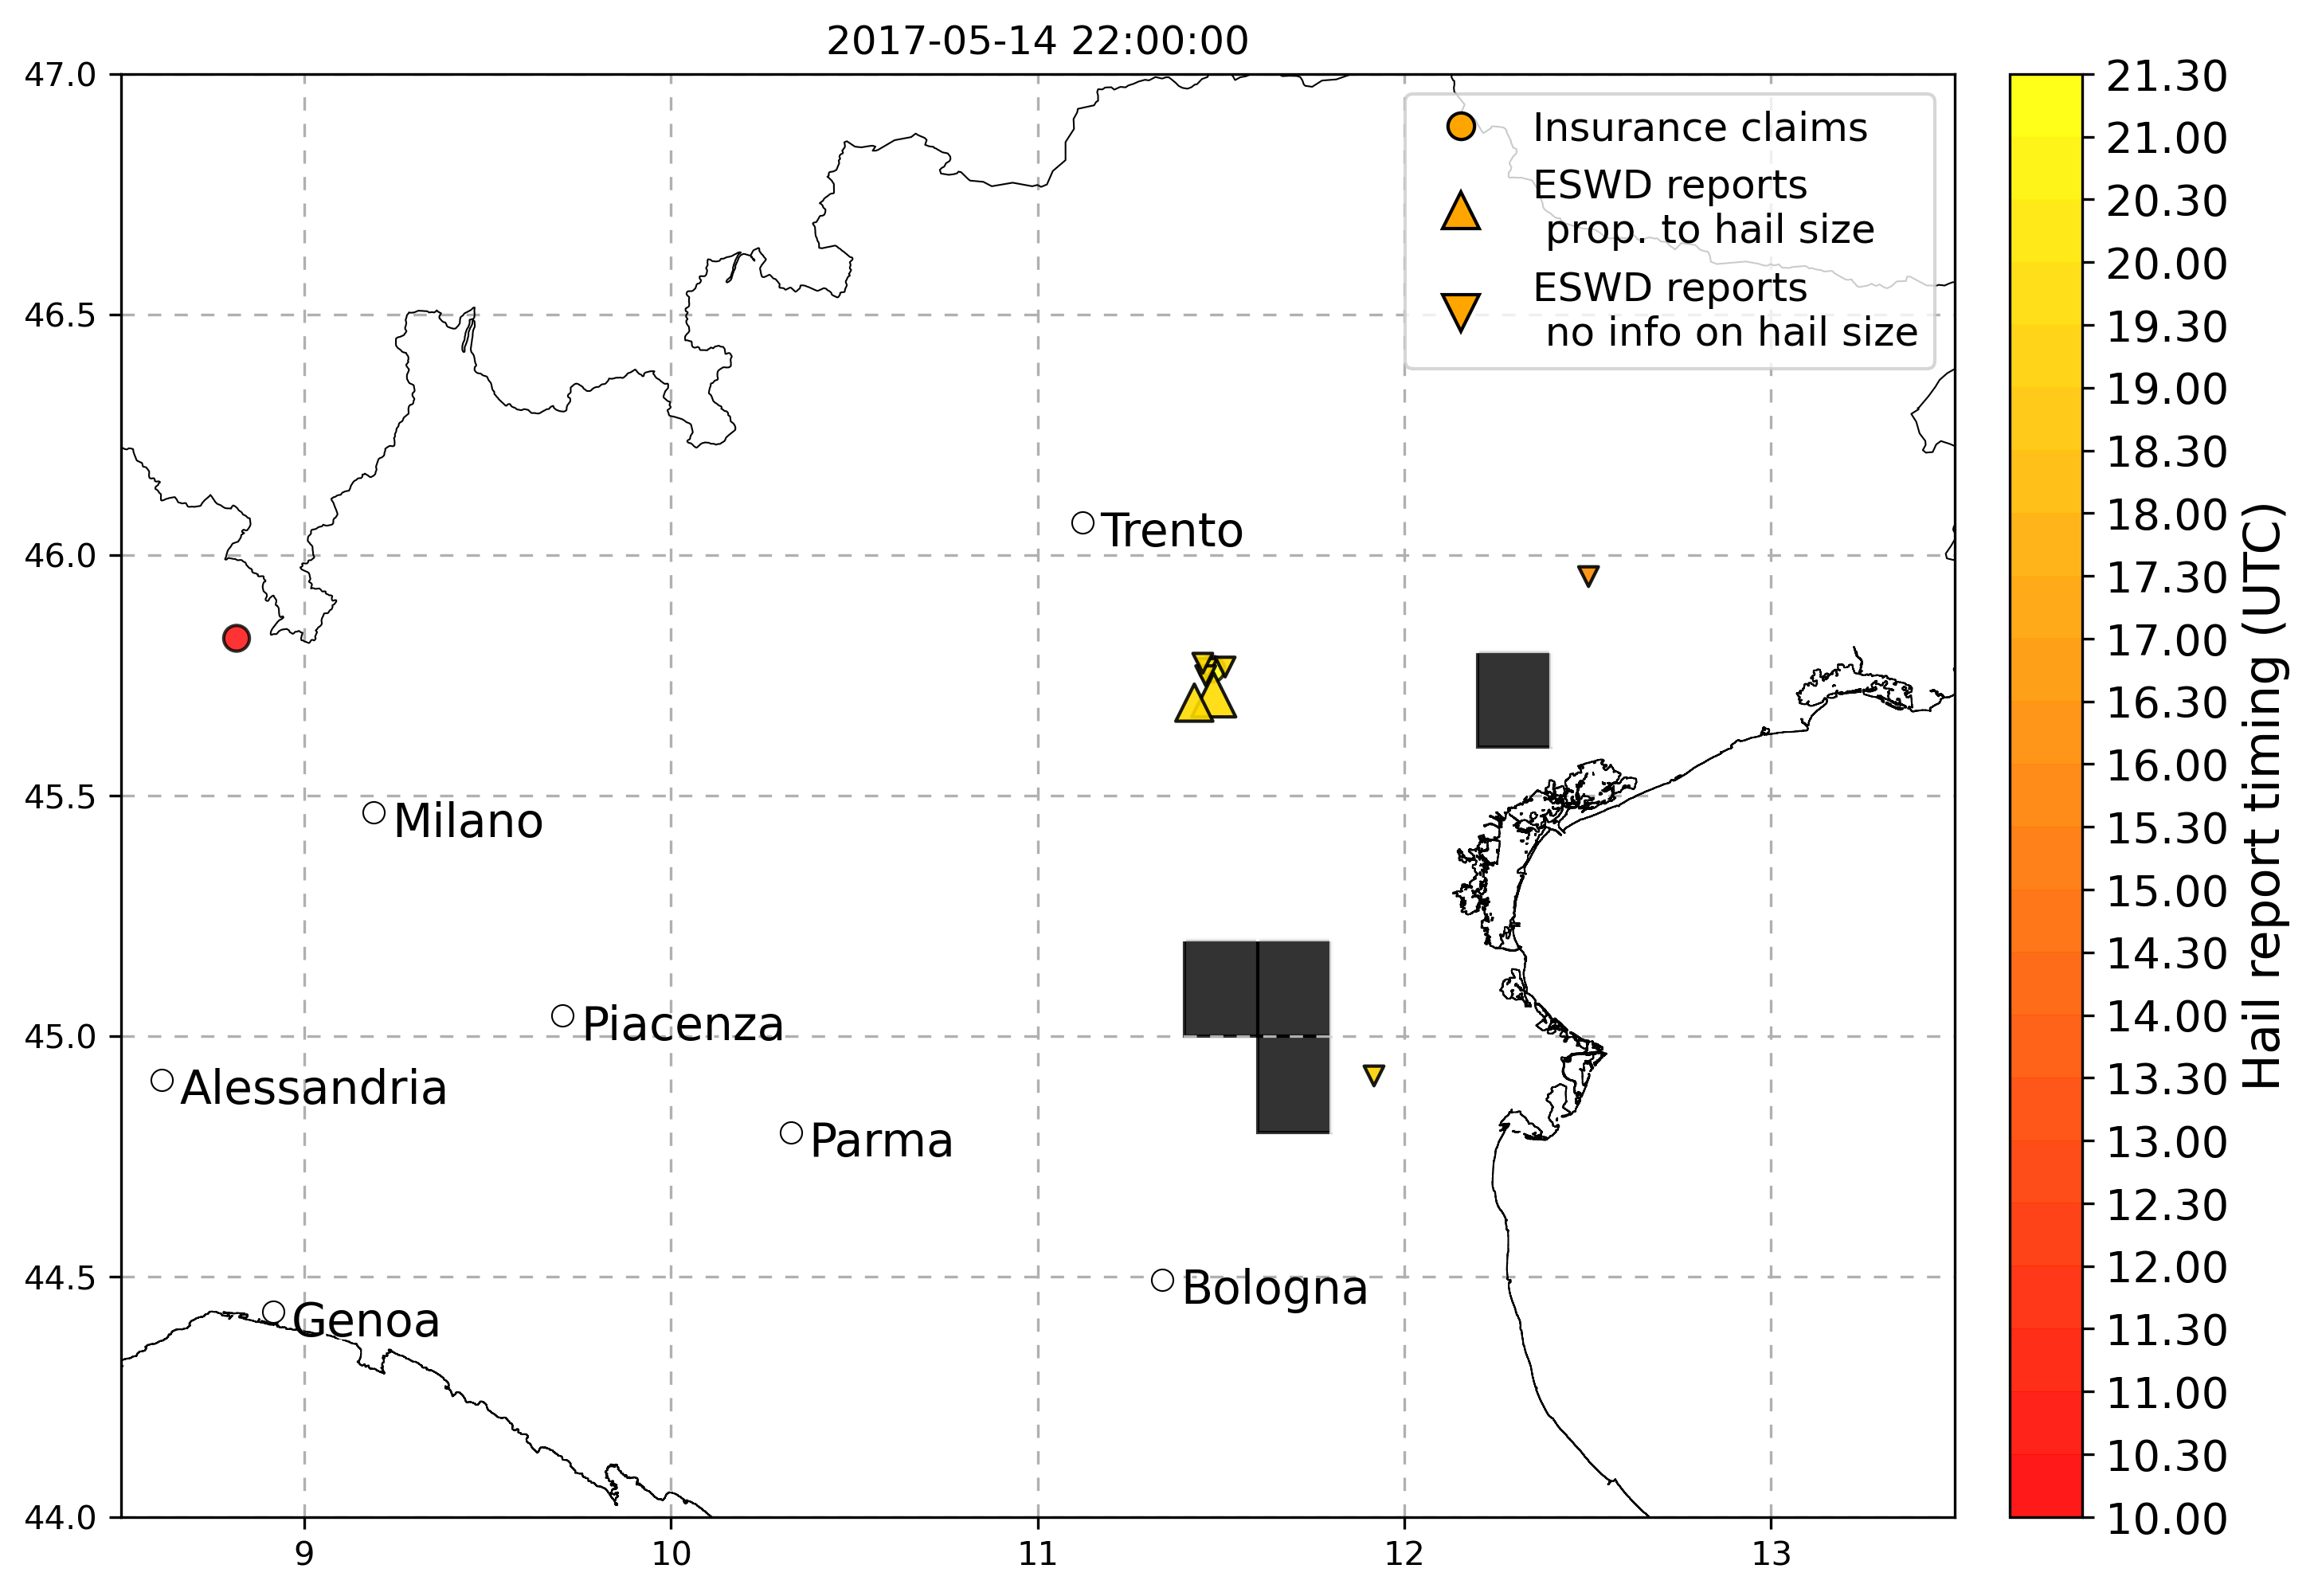 2017-05-14 22:00:00
47.0
46.5
46.0
45.5
45.0
44.5
44.0
9
10
11
12
13
Insurance claims
ESWD reports
prop. to hail size
ESWD reports
no info on hail size
Trento
Milano
Piacenza
Alessandria
Parma
Bologna
Genoa
21.30
21.00
20.30
20.00
19.30
19.00
18.30
18.00
17.30
17.00
16.30
16.00
15.30
15.00
14.30
14.00
13.30
13.00
12.30
12.00
11.30
11.00
10.30
10.00
Hail report timing (UTC)